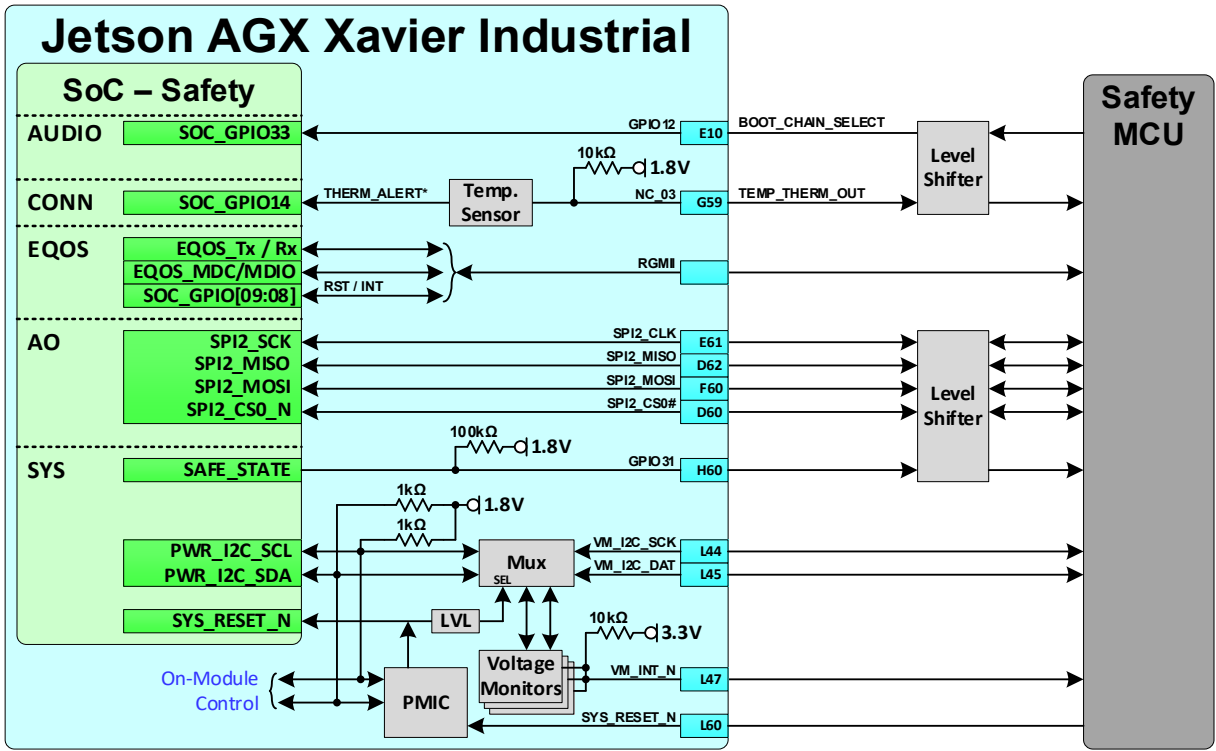 Jetson AGX Xavier Industrial
SoC – Safety
Safety
MCU
AUDIO
SOC_GPIO33
GPIO12
E10
BOOT_CHAIN_SELECT
Level
Shifter
10kΩ
1.8V
CONN
SOC_GPIO14
THERM_ALERT*
Temp.
Sensor
NC_03
G59
TEMP_THERM_OUT
EQOS
EQOS_Tx / Rx
EQOS_MDC/MDIO
SOC_GPIO[09:08]
RST / INT
RGMII
AO
SPI2_SCK
SPI2_MISO
SPI2_MOSI
SPI2_CS0_N
SPI2_CLK
E61
SPI2_MISO
D62
SPI2_MOSI
F60
SPI2_CS0#
D60
Level
Shifter
100kΩ
1.8V
SYS
SAFE_STATE
GPIO31
H60
1kΩ
1.8V
1kΩ
PWR_I2C_SCL
PWR_I2C_SDA
Mux
SEL
VM_I2C_SCK
L44
VM_I2C_DAT
L45
SYS_RESET_N
LVL
10kΩ
3.3V
Voltage
Monitors
VM_INT_N
L47
On-Module
Control
PMIC
SYS_RESET_N
L60